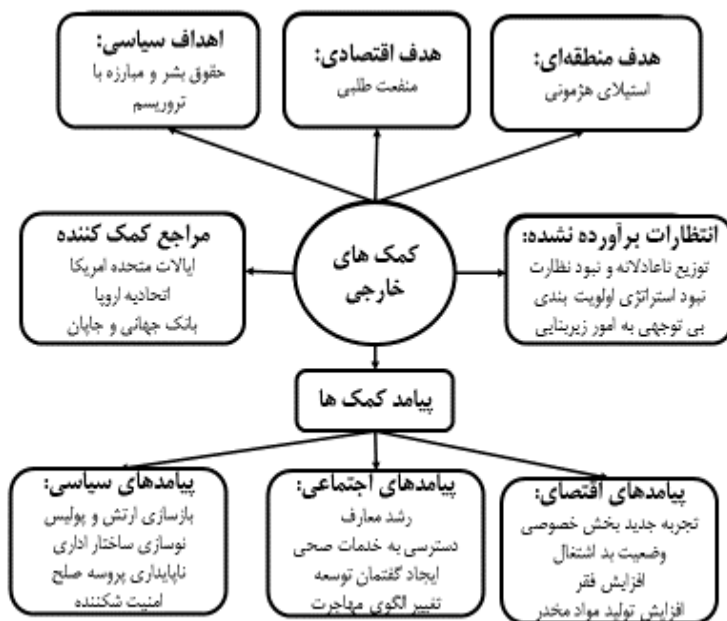 هدف منطقه‌ای:
استیلای هژمونی
هدف اقتصادی:
منفعت طلبی
اهداف سیاسی:
حقوق بشر و مبارزه با
تروریسم
انتظارات برآورده نشده:
توزیع ناعادلانه و نبود نظارت
نبود استراتژی اولویت بندی
بی توجهی به امور زیربنایی
کمک های
خارجی
مراجع کمک کننده
ایالات متحده امریکا
اتحادیه اروپا
بانک جهانی و جاپان
پیامد کمک ها
پیامدهای اقتصای:
تجربه جدید بخش خصوصی
وضعیت بد اشتغال
افزایش فقر
افزایش تولید مواد مخدر
پیامدهای اجتماعی:
رشد معارف
دسترسی به خدمات صحی
ایجاد گفتمان توسعه
تغییر الگوی مهاجرت
پیامدهای سیاسی:
بازسازی ارتش و پولیس
نوسازی ساختار اداری
ناپایداری پروسه صلح
امنیت شکننده